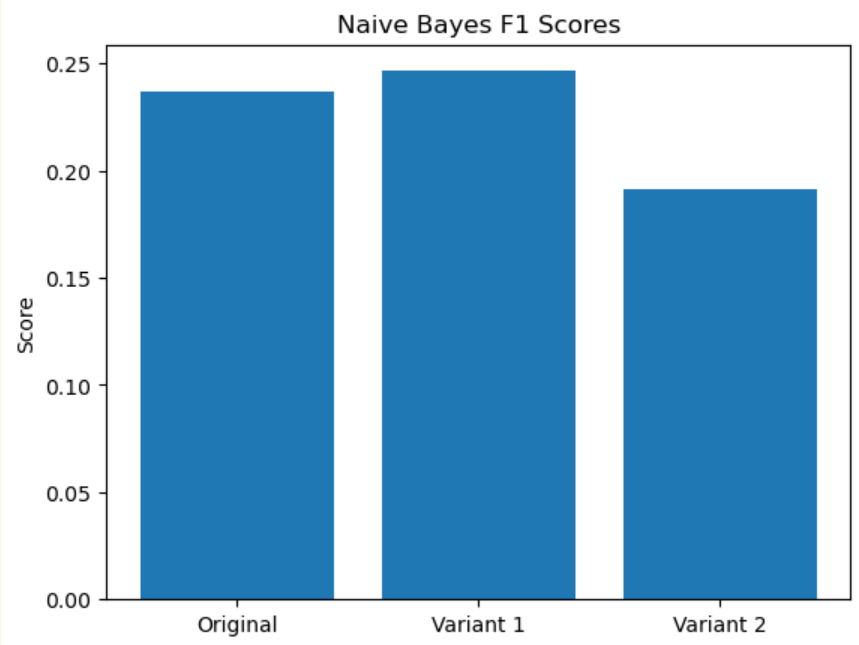 Naive Bayes F1 Scores
0.25
0.20
0.15
0.10
0.05
0.00
Score
Original
Variant 1
Variant 2